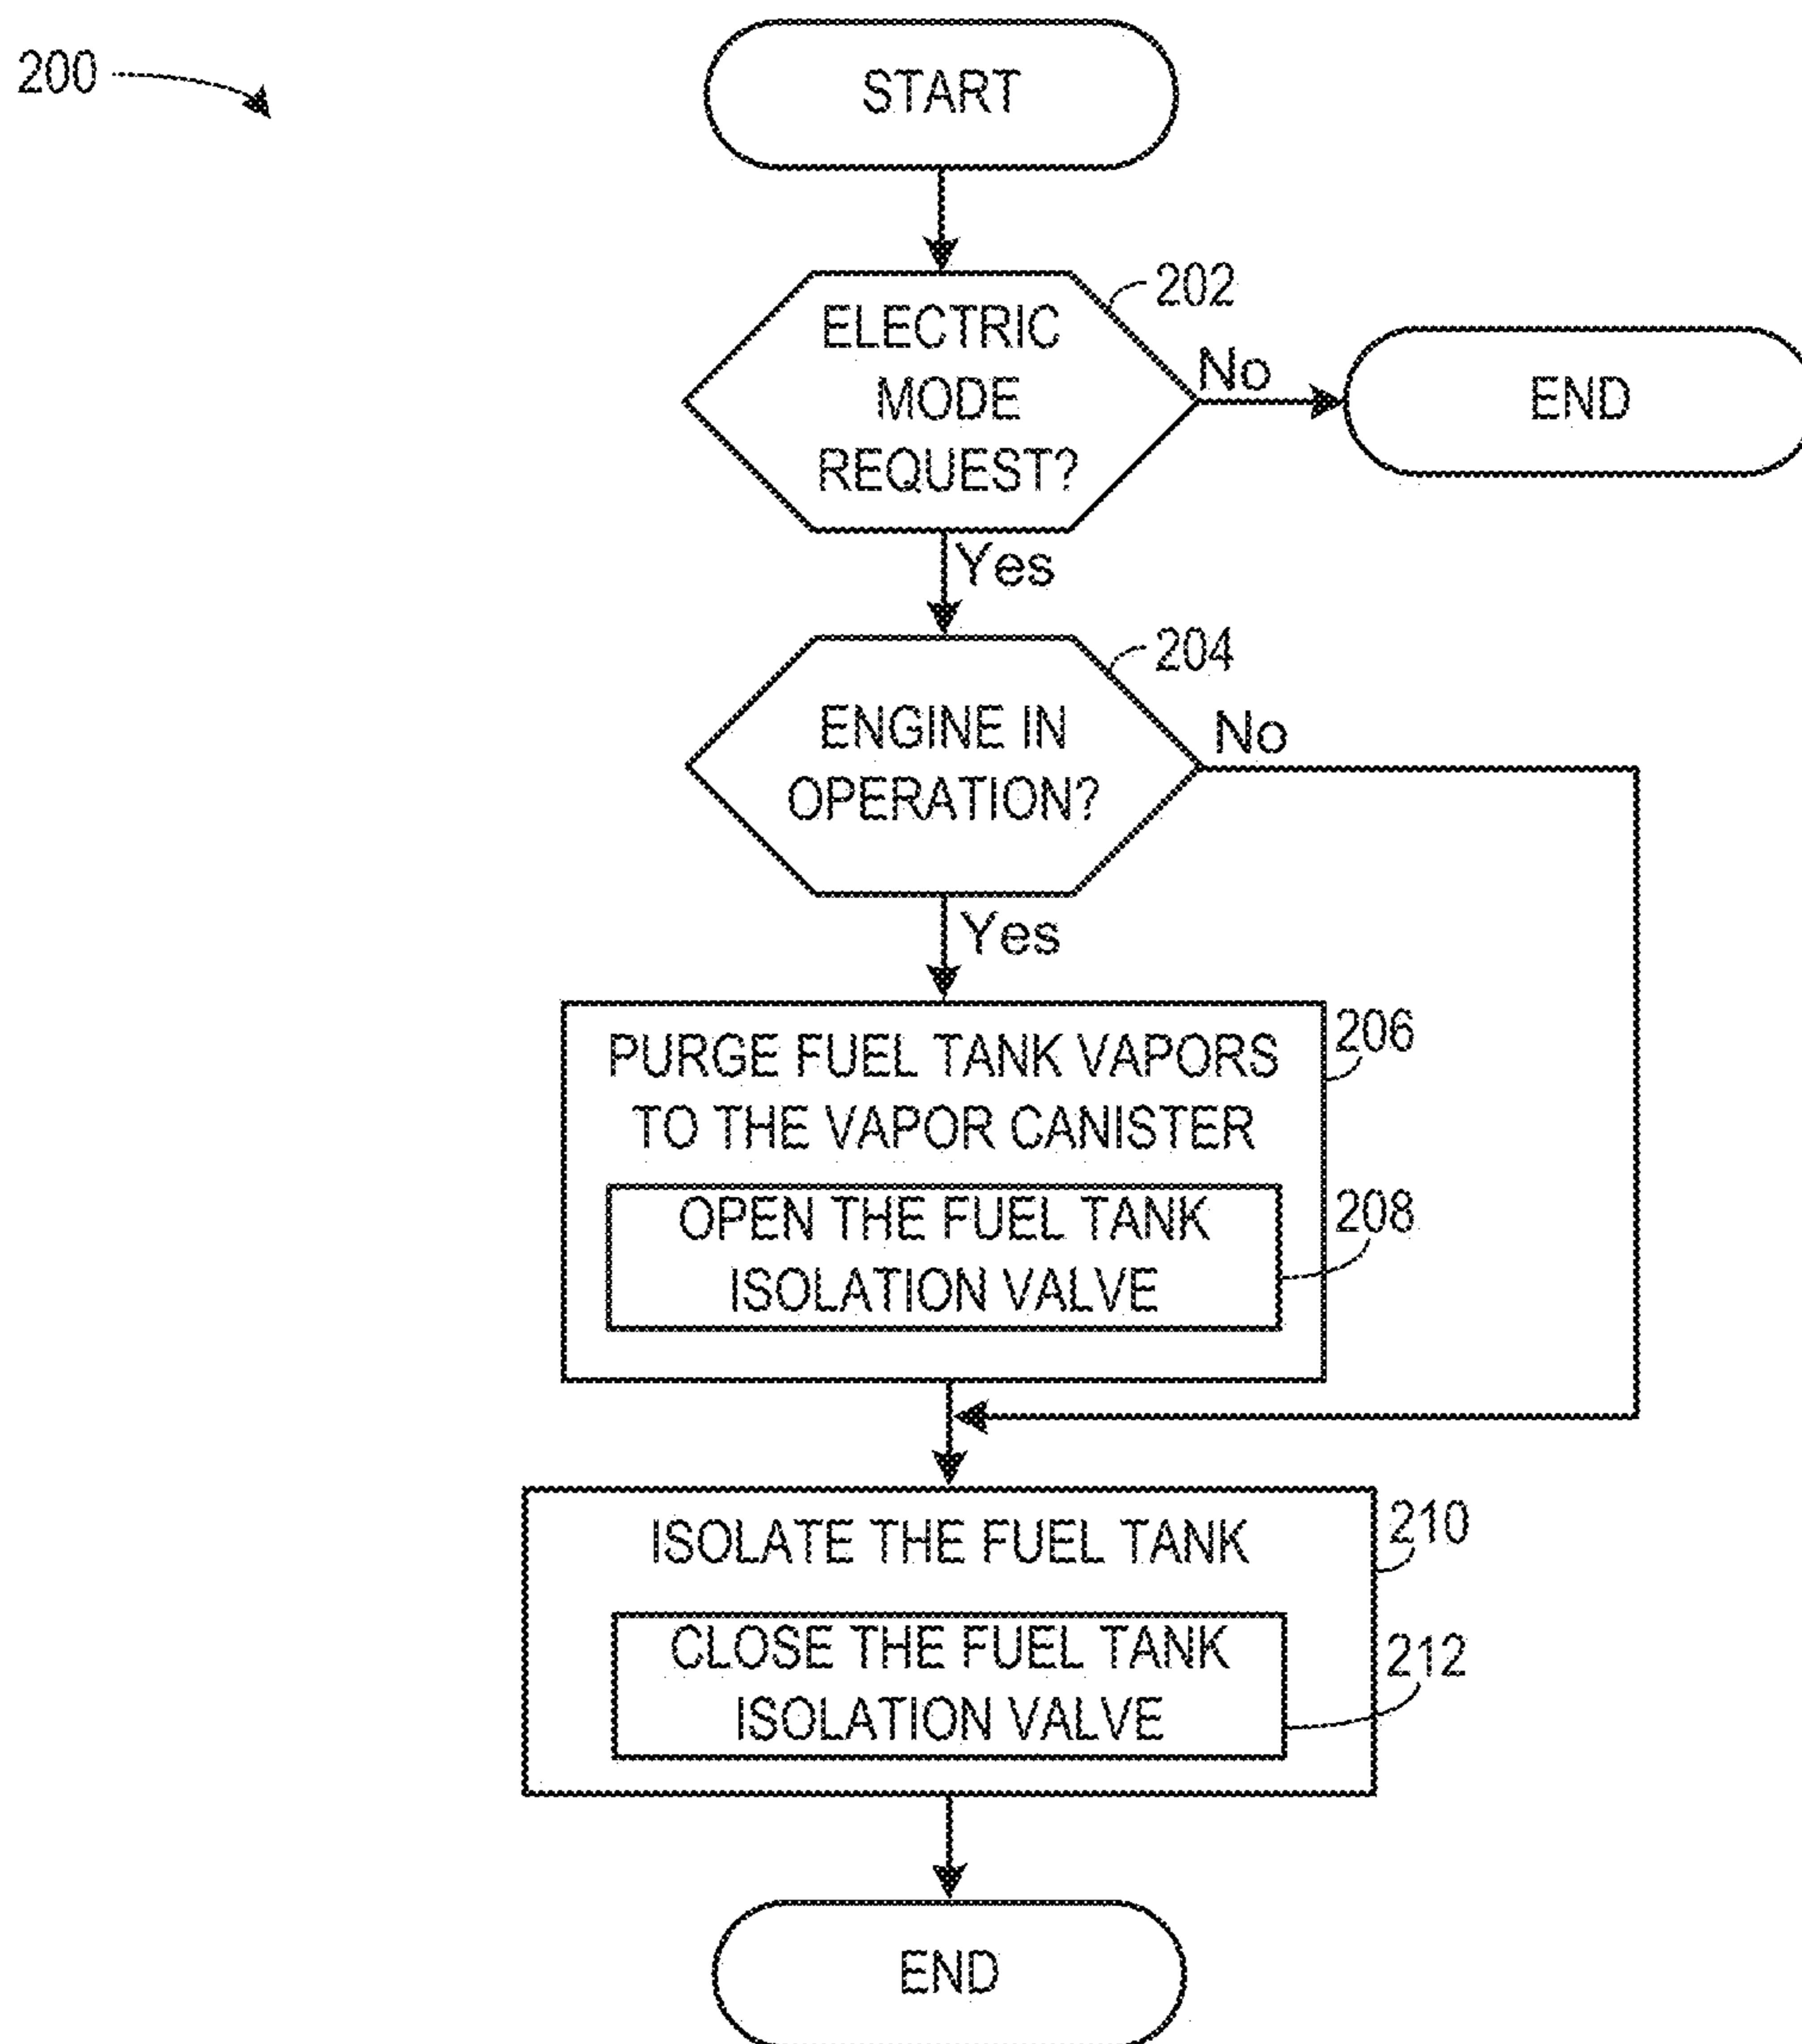 200
START
202
ELECTRIC
MODE
REQUEST?
No
END
Yes
204
ENGINE IN
OPERATION?
No
Yes
206
PURGE FUEL TANK VAPORS
TO THE VAPOR CANISTER
208
OPEN THE FUEL TANK
ISOLATION VALVE
210
ISOLATE THE FUEL TANK
212
CLOSE THE FUEL TANK
ISOLATION VALVE
END